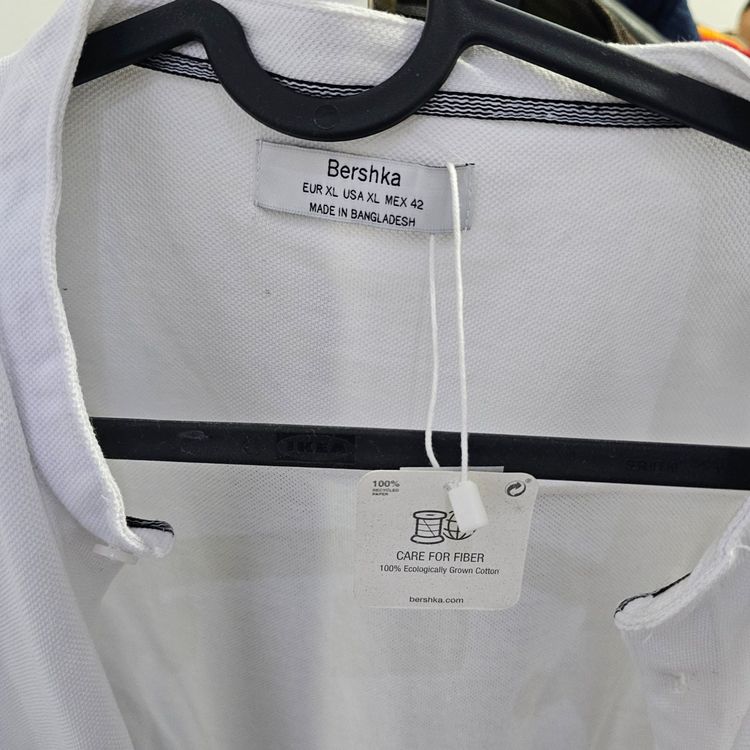 Bershka
EUR XL USA XL MEX 42
MADE IN BANGLADESH
IKEA
100%
RECYCLED
PAPER
CARE FOR FIBER
100% Ecologically Grown Cotton
bershka.com